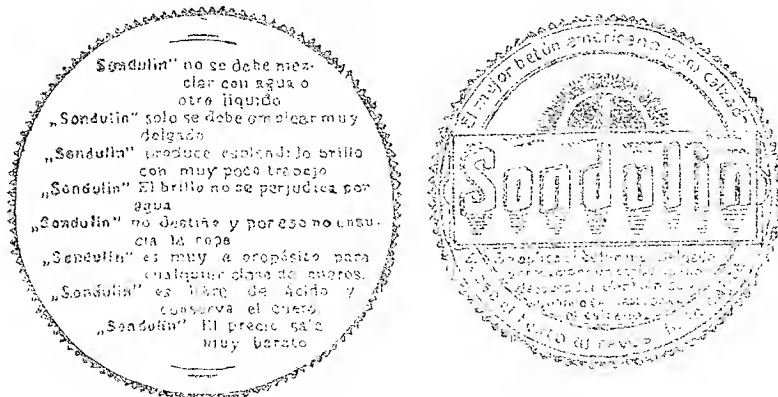 Sondulin" no se debe mez-
clar con agua o
otro liquido
„Sondulin" solo se debe emplear muy
delgado
„Sondulin" produce esplendido brillo
con muy poco trabajo
„Sondulin" El brillo no se perjudica por
agua
„Sondulin" no destiñe y por eso no ensu-
cia la ropa
„Sondulin" es muy a propósito para
cualquier clase de cueros.
„Sondulin" es libre de ácido y
conserva el cuero
„Sondulin" El precio sale
muy barato
El mejor betún americano para calzado
Sondulin
al reves